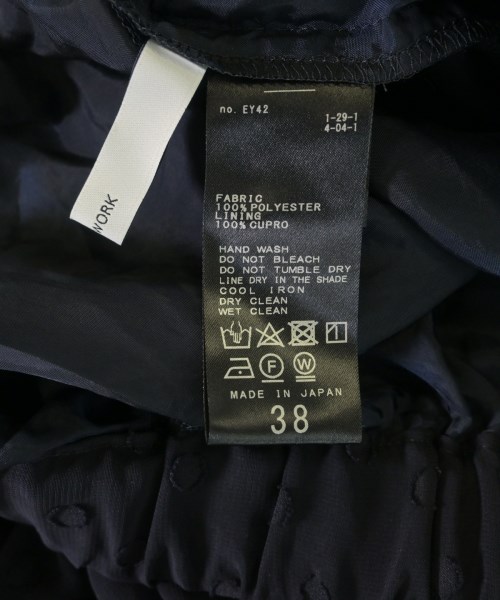 WORK
no. EY42
1-29-1
4-04-1
FABRIC
100% POLYESTER
LINING
100% CUPRO
HAND WASH
DO NOT BLEACH
DO NOT TUMBLE DRY
LINE DRY IN THE SHADE
COOL IRON
DRY CLEAN
WET CLEAN
F W
MADE IN JAPAN
38